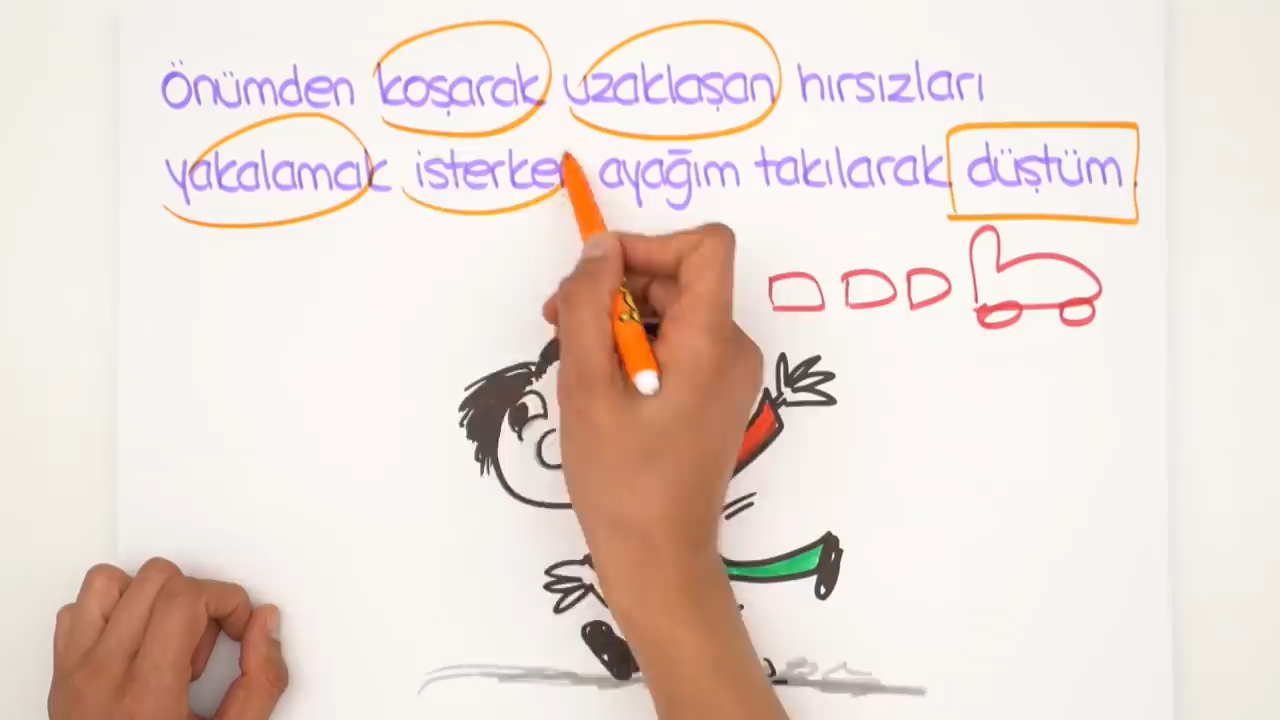 Önümden koşarak uzaklaşan hırsızları
yakalamak isterken ayağım takılarak düştüm